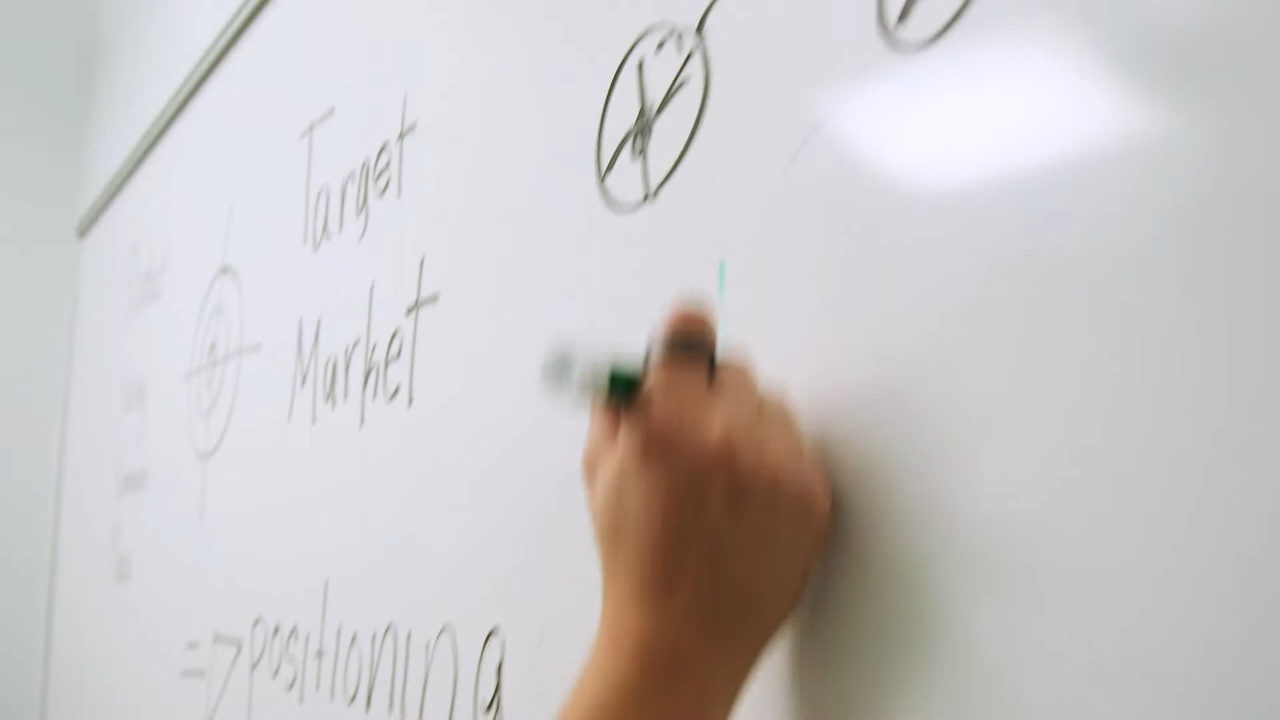 Target
Market
=> positioning